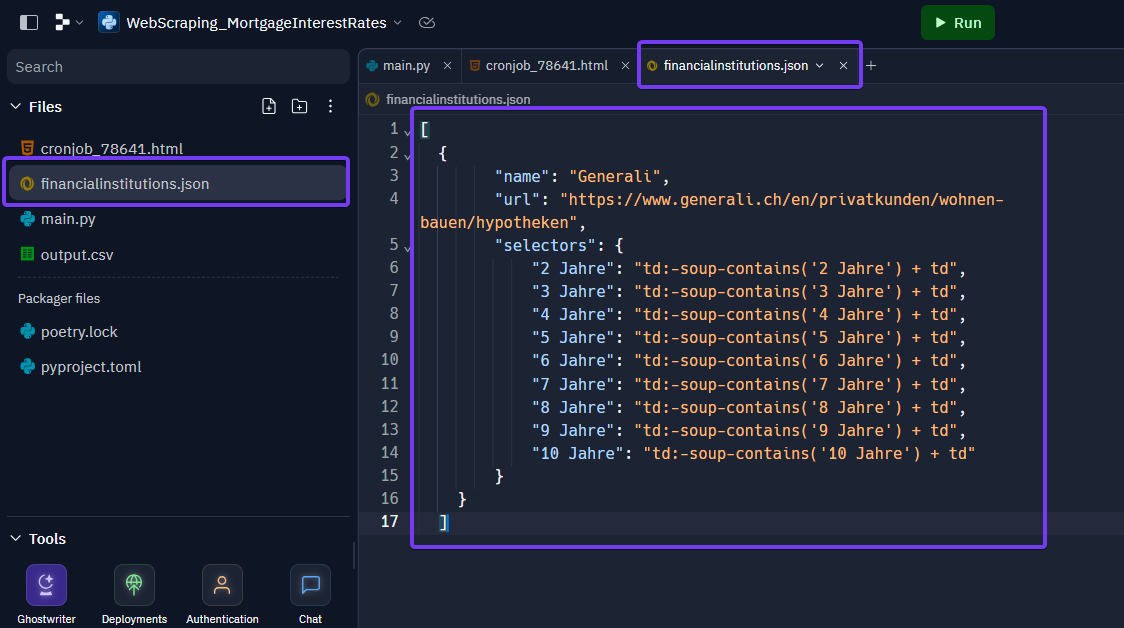 WebScraping_MortgageInterestRates
Run
Search
main.py
cronjob_78641.html
financialinstitutions.json
Files
financialinstitutions.json
cronjob_78641.html
financialinstitutions.json
main.py
output.csv
Packager files
poetry.lock
pyproject.toml
1 [
2 {
3 "name": "Generali",
4 "url": "https://www.generali.ch/en/privatkunden/wohnen-
bauen/hypotheken",
5 "selectors": {
6 "2 Jahre": "td:-soup-contains('2 Jahre') + td",
7 "3 Jahre": "td:-soup-contains('3 Jahre') + td",
8 "4 Jahre": "td:-soup-contains('4 Jahre') + td",
9 "5 Jahre": "td:-soup-contains('5 Jahre') + td",
10 "6 Jahre": "td:-soup-contains('6 Jahre') + td",
11 "7 Jahre": "td:-soup-contains('7 Jahre') + td",
12 "8 Jahre": "td:-soup-contains('8 Jahre') + td",
13 "9 Jahre": "td:-soup-contains('9 Jahre') + td",
14 "10 Jahre": "td:-soup-contains('10 Jahre') + td"
15 }
16 }
17 ]
Tools
Ghostwriter
Deployments
Authentication
Chat